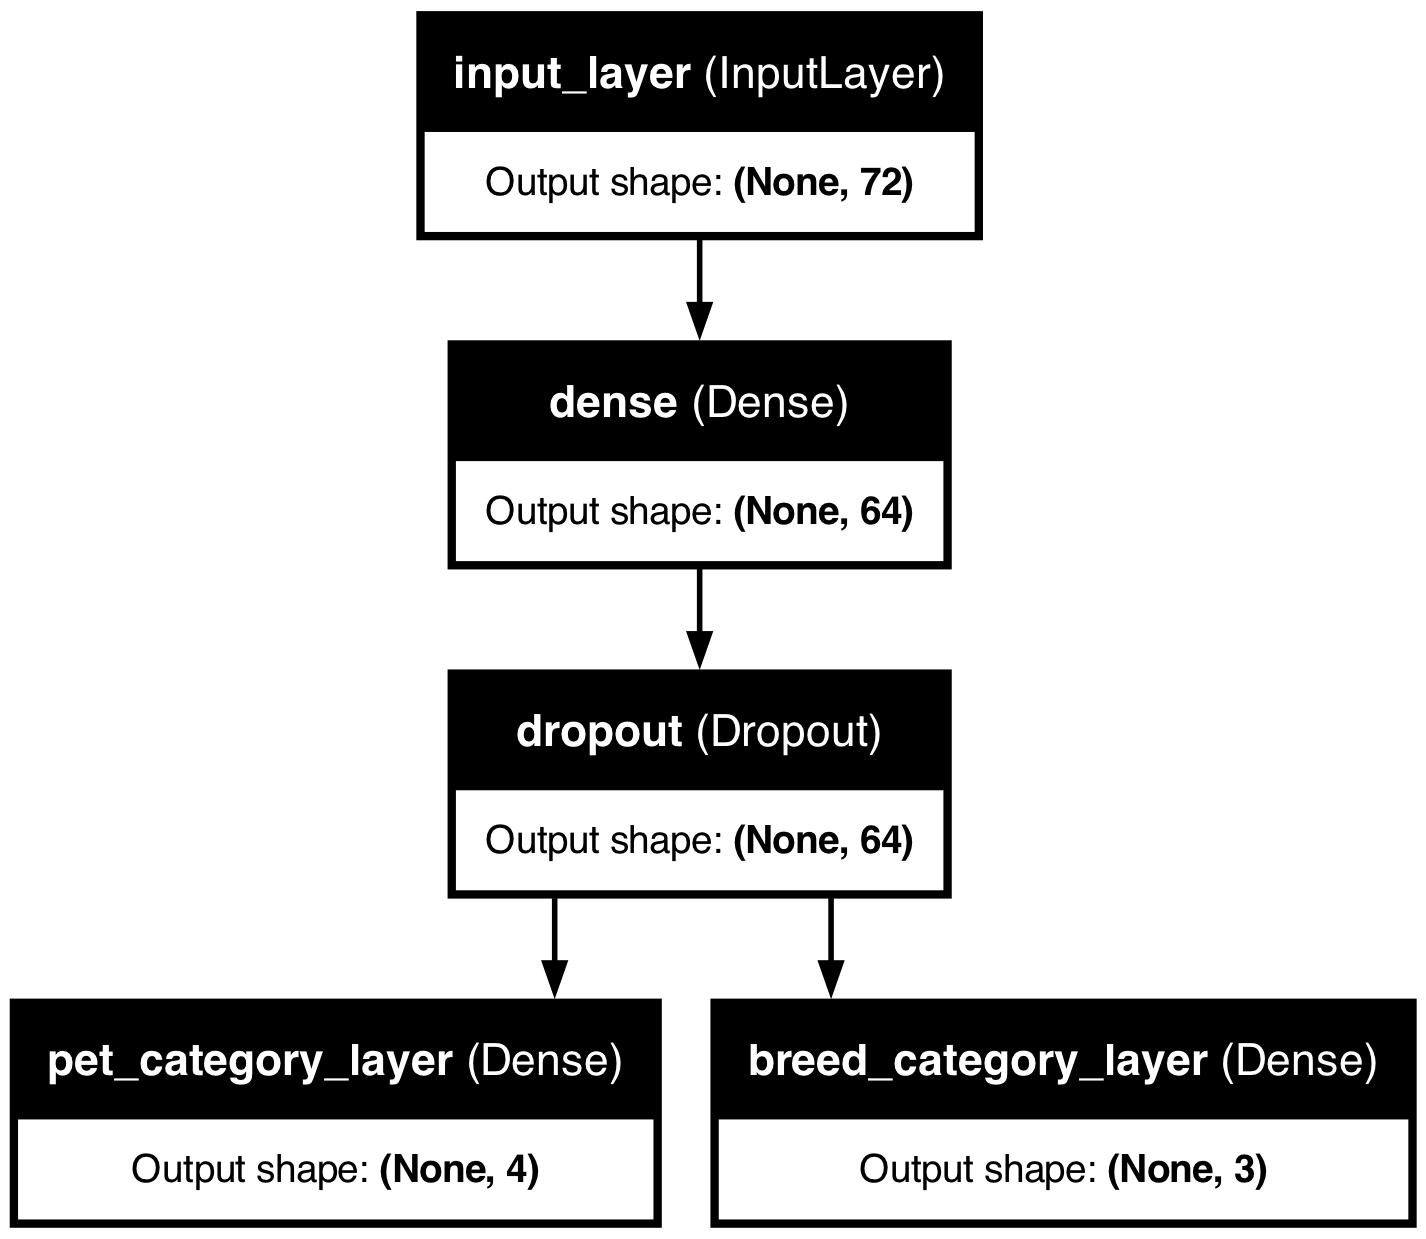 input_layer (InputLayer)
Output shape: (None, 72)
dense (Dense)
Output shape: (None, 64)
dropout (Dropout)
Output shape: (None, 64)
pet_category_layer (Dense)
Output shape: (None, 4)
breed_category_layer (Dense)
Output shape: (None, 3)